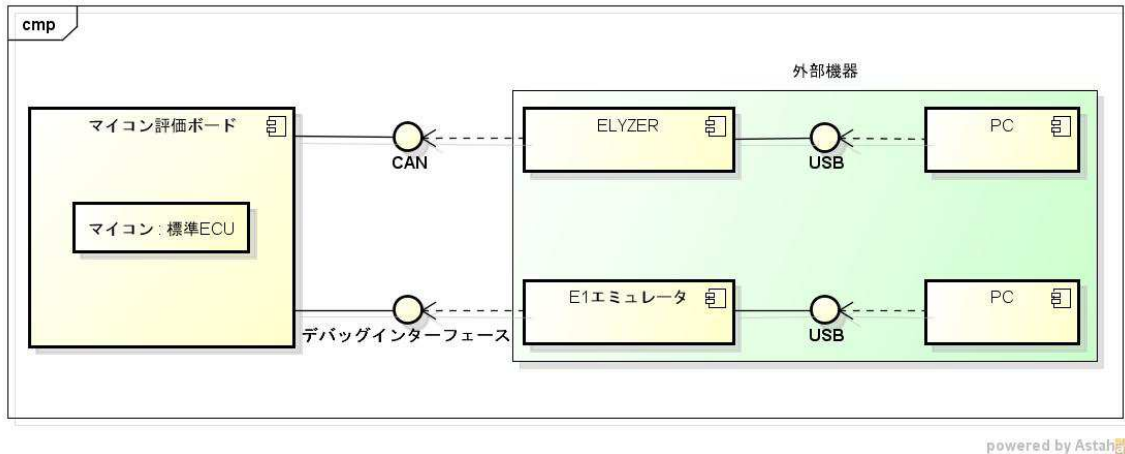 cmp
外部機器
マイコン評価ボード
ELYZER
PC
CAN
USB
マイコン : 標準ECU
E1エミュレータ
PC
デバッグインターフェース
USB
powered by Astah